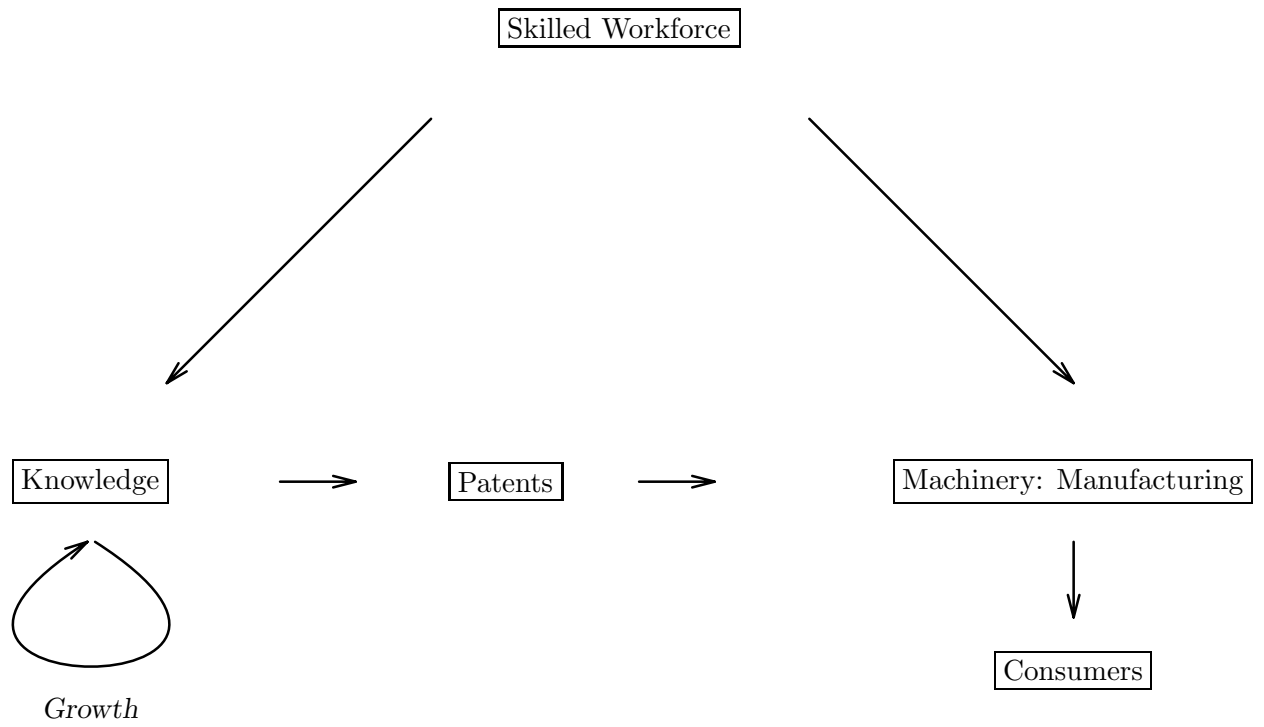 Skilled Workforce
Knowledge
Patents
Machinery: Manufacturing
Consumers
Growth